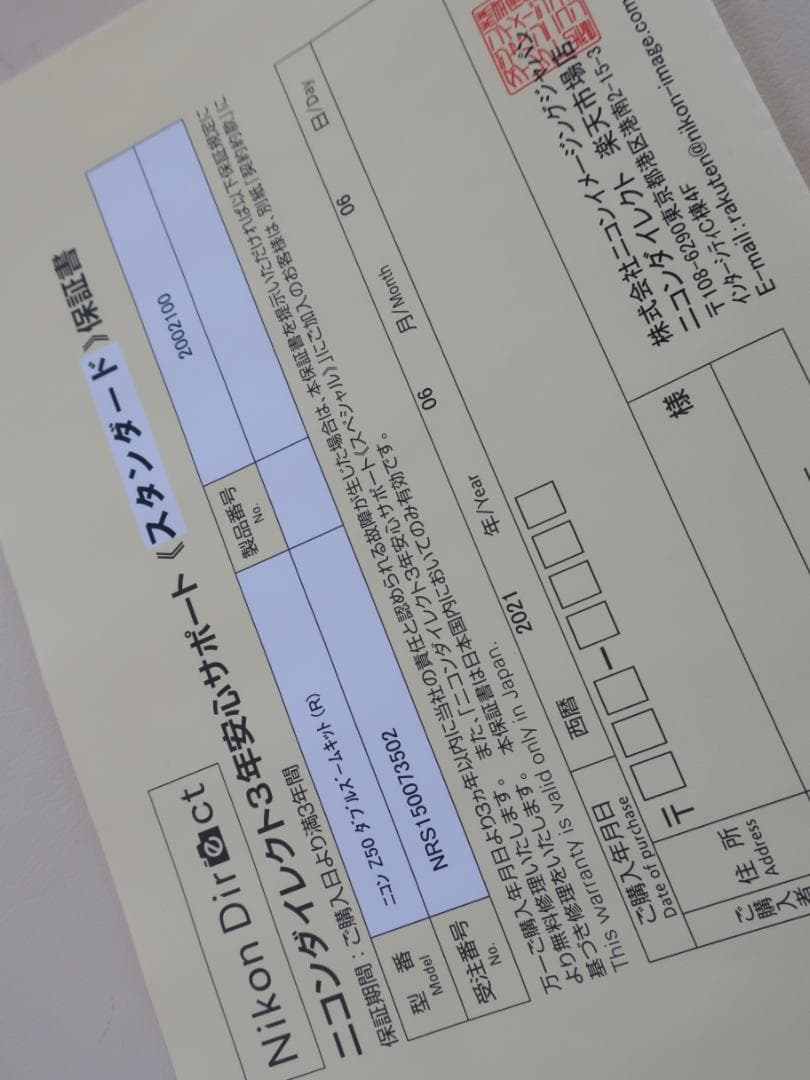 Nikon Direct
ニコンダイレクト3年安心サポート《スタンダード》保証書
保証期間：ご購入日より満3年間
型 番
Model
ニコン Z50 ダブルズームキット (R)
製品番号
No.
2002100
受注番号
No.
NRS150073502
万一ご購入年月日より3カ年以内に当社の責任と認められる故障が生じた場合は、本保証書を提示いただければ以下保証規定に
より無料修理いたします。 また、「ニコンダイレクト3年安心サポート《スペシャル》」にご加入のお客様は、別紙「契約約款」に
基づき修理をいたします。 本保証書は日本国内においてのみ有効です。
This warranty is valid only in Japan.
ご購入年月日
Date of purchase
西暦 2021 年/Year 06 月/Month 06 日/Day
ご購入者
住 所
Address
〒
様
株式会社ニコンイメージングジャパン
ニコンダイレクト 楽天市場店
〒108-6290東京都港区港南2-15-3
インターシティC棟4F
E-mail:rakuten@nikon-image.com